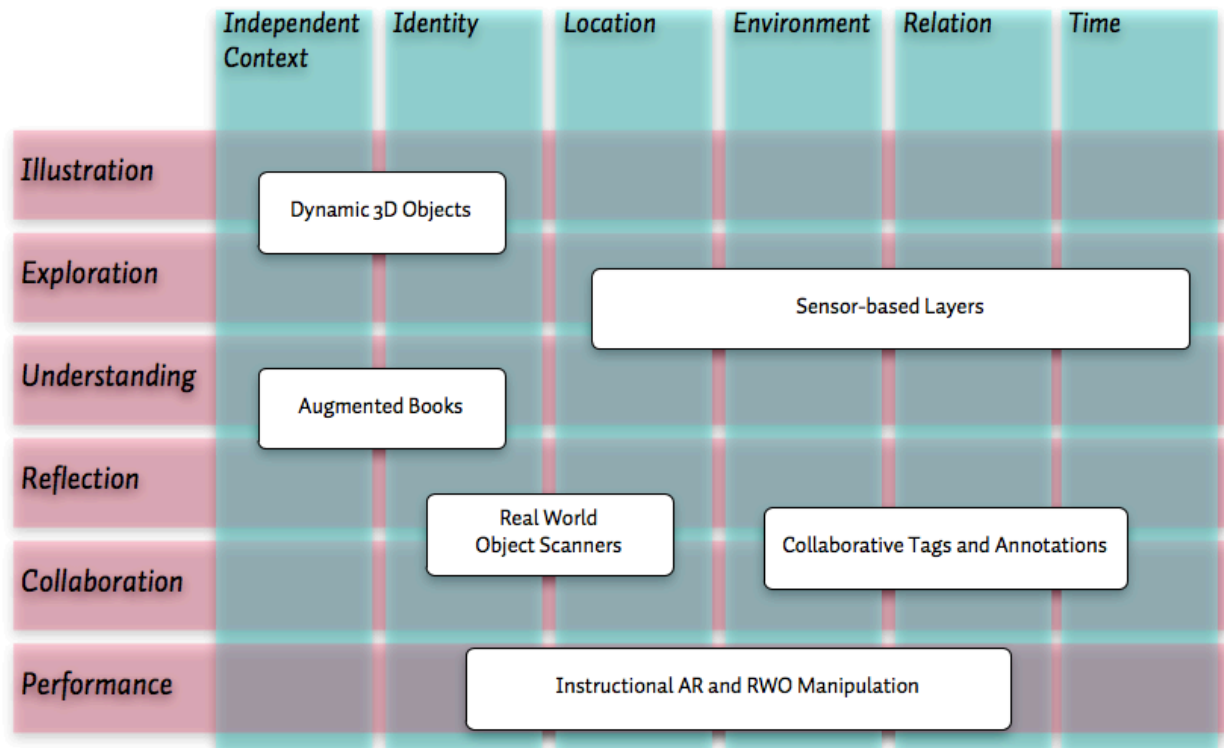 Independent Context
Identity
Location
Environment
Relation
Time
Illustration
Dynamic 3D Objects
Exploration
Sensor-based Layers
Understanding
Augmented Books
Reflection
Real World
Object Scanners
Collaborative Tags and Annotations
Collaboration
Performance
Instructional AR and RWO Manipulation